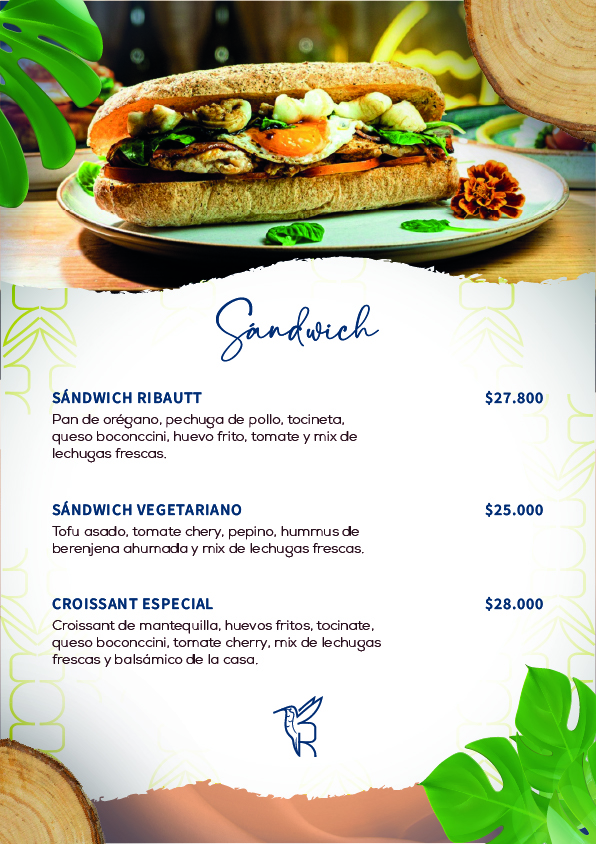 Sándwich
SÁNDWICH RIBAUTT $27.800
Pan de orégano, pechuga de pollo, tocineta,
queso boconccini, huevo frito, tomate y mix de
lechugas frescas.
SÁNDWICH VEGETARIANO $25.000
Tofu asado, tomate chery, pepino, hummus de
berenjena ahumada y mix de lechugas frescas.
CROISSANT ESPECIAL $28.000
Croissant de mantequilla, huevos fritos, tocinate,
queso boconccini, tomate cherry, mix de lechugas
frescas y balsámico de la casa.